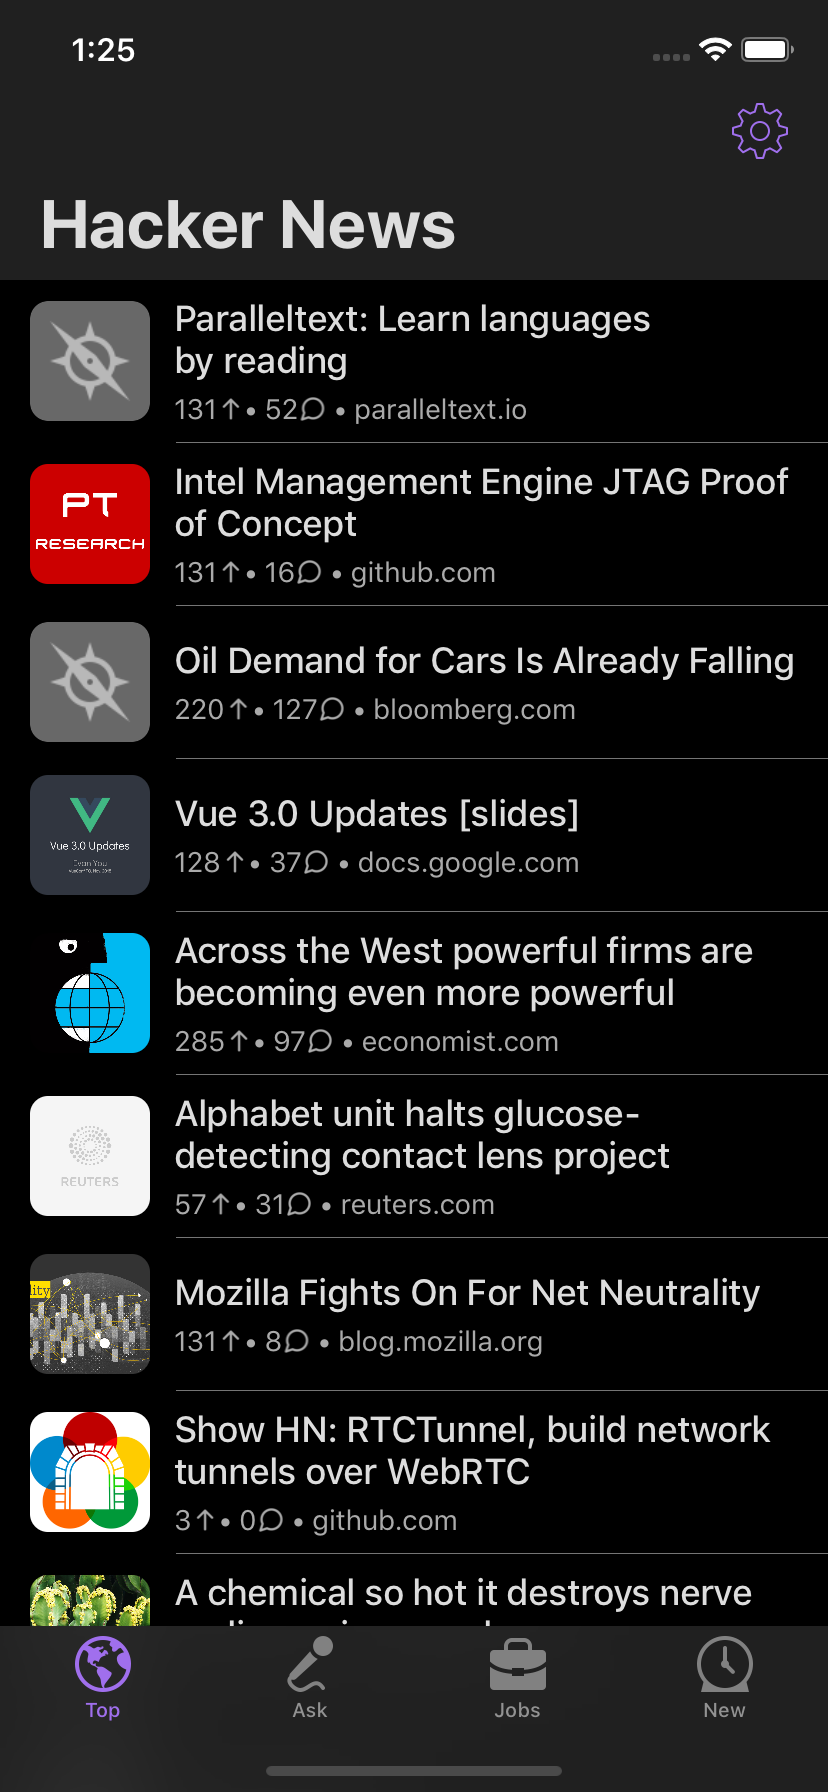 1:25
Hacker News
Paralleltext: Learn languages
by reading
131↑ • 52 • paralleltext.io
PT
RESEARCH
Intel Management Engine JTAG Proof
of Concept
131↑ • 16 • github.com
Oil Demand for Cars Is Already Falling
220↑ • 127 • bloomberg.com
Vue 3.0 Updates
Evan You
Vue 3.0 Updates [slides]
128↑ • 37 • docs.google.com
Across the West powerful firms are
becoming even more powerful
285↑ • 97 • economist.com
REUTERS
Alphabet unit halts glucose-
detecting contact lens project
57↑ • 31 • reuters.com
ity
Mozilla Fights On For Net Neutrality
131↑ • 8 • blog.mozilla.org
Show HN: RTCTunnel, build network
tunnels over WebRTC
3↑ • 0 • github.com
A chemical so hot it destroys nerve
Top
Ask
Jobs
New